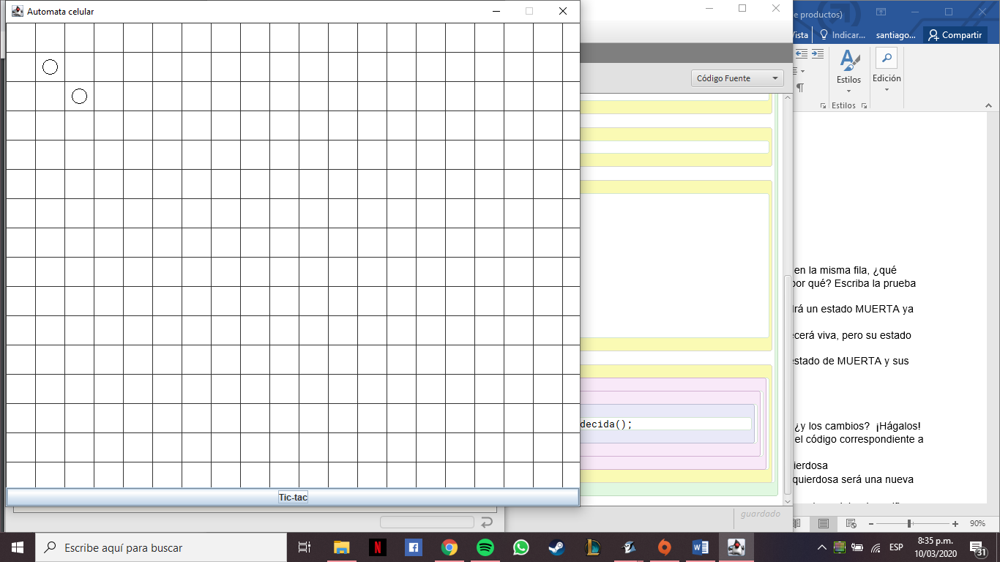 Automata celular
Tic-tac
Código Fuente
decida();
guardado
e productos)
ista
Indicar...
santiago...
Compartir
Estilos
Edición
Estilos
en la misma fila, ¿qué
por qué? Escriba la prueba
rá un estado MUERTA ya
cerá viva, pero su estado
estado de MUERTA y sus
¿y los cambios? ¡Hágalos!
el código correspondiente a
ierdosa
quierdosa será una nueva
90%
Escribe aquí para buscar
ESP
8:35 p.m.
10/03/2020
31